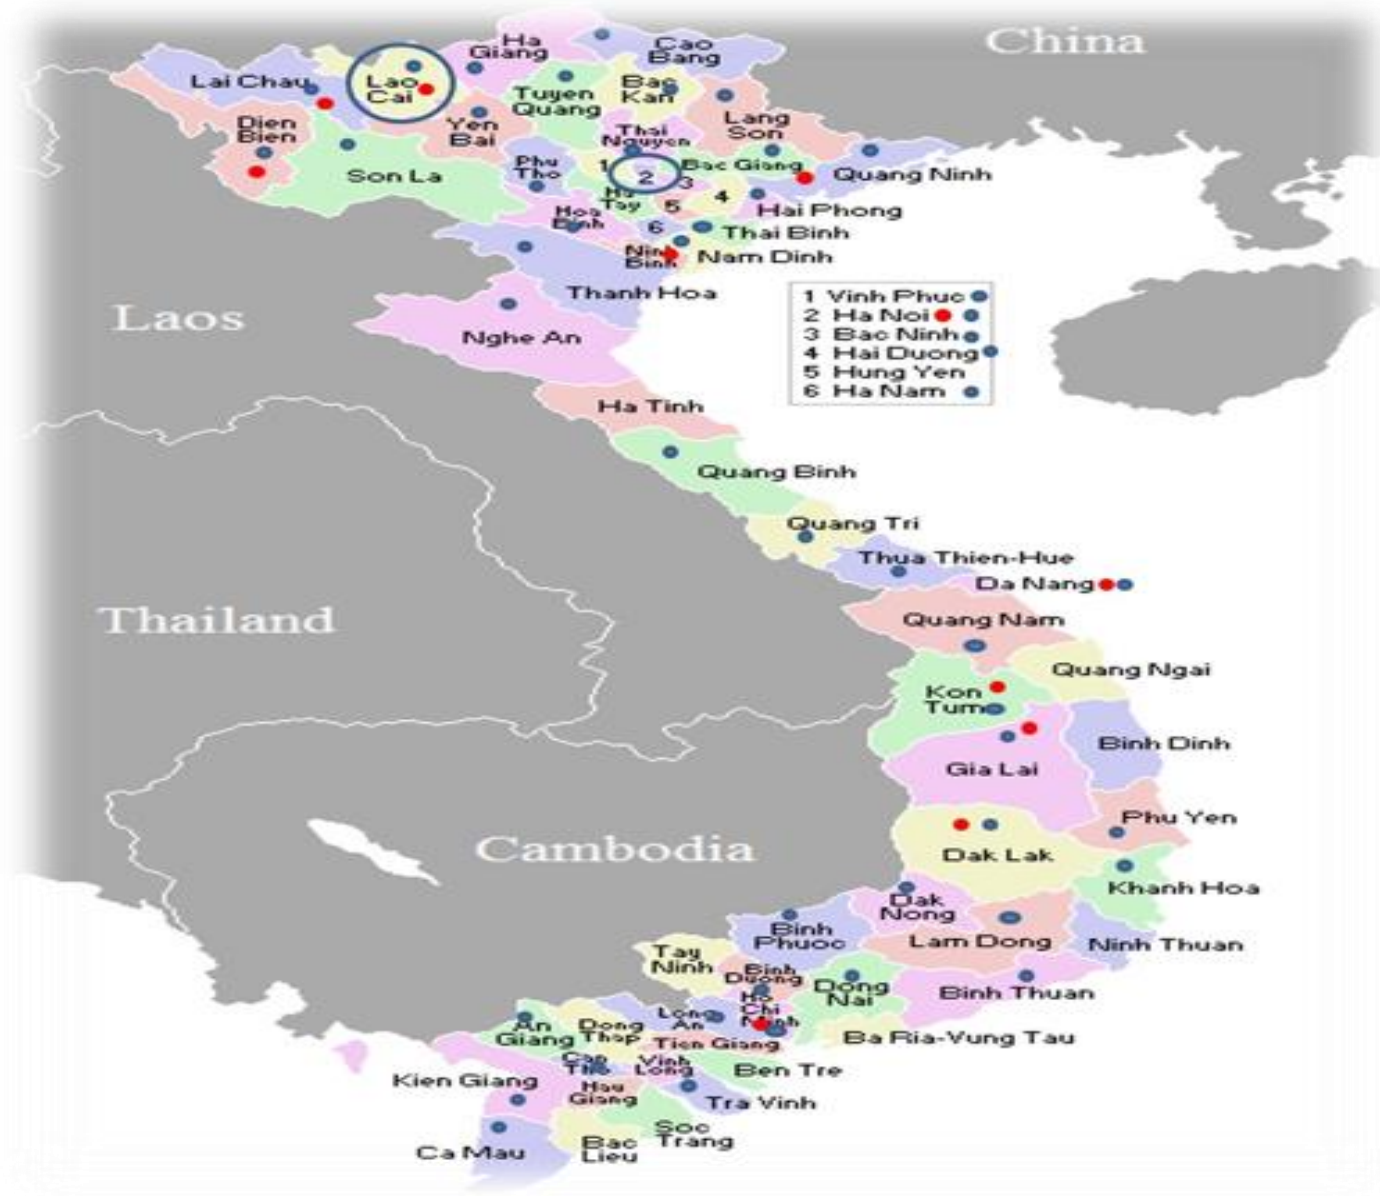 China
Ha
Giang
Cao
Bang
Lai Chau
Lao
Cai
Tuyen
Quang
Bac
Kan
Dien
Bien
Yen
Bai
Lang
Son
Thai
Nguyen
Son La
Phu
Tho
1
2
3
Bac Giang
Quang Ninh
Ha
Tay
5
4
Hai Phong
Hoa
Binh
6
Thai Binh
Ninh
Binh
Nam Dinh
Thanh Hoa
1 Vinh Phuc
2 Ha Noi
3 Bac Ninh
4 Hai Duong
5 Hung Yen
6 Ha Nam
Laos
Nghe An
Ha Tinh
Quang Binh
Quang Tri
Thua Thien-Hue
Da Nang
Thailand
Quang Nam
Quang Ngai
Kon
Tum
Binh Dinh
Gia Lai
Phu Yen
Cambodia
Dak Lak
Khanh Hoa
Dak
Nong
Binh
Phuoc
Lam Dong
Ninh Thuan
Tay
Ninh
Binh
Duong
Dong
Nai
Binh Thuan
Ho
Chi
Minh
Long
An
An
Giang
Dong
Thap
Tien Giang
Ba Ria-Vung Tau
Can
Tho
Vinh
Long
Ben Tre
Kien Giang
Hau
Giang
Tra Vinh
Soc
Trang
Ca Mau
Bac
Lieu